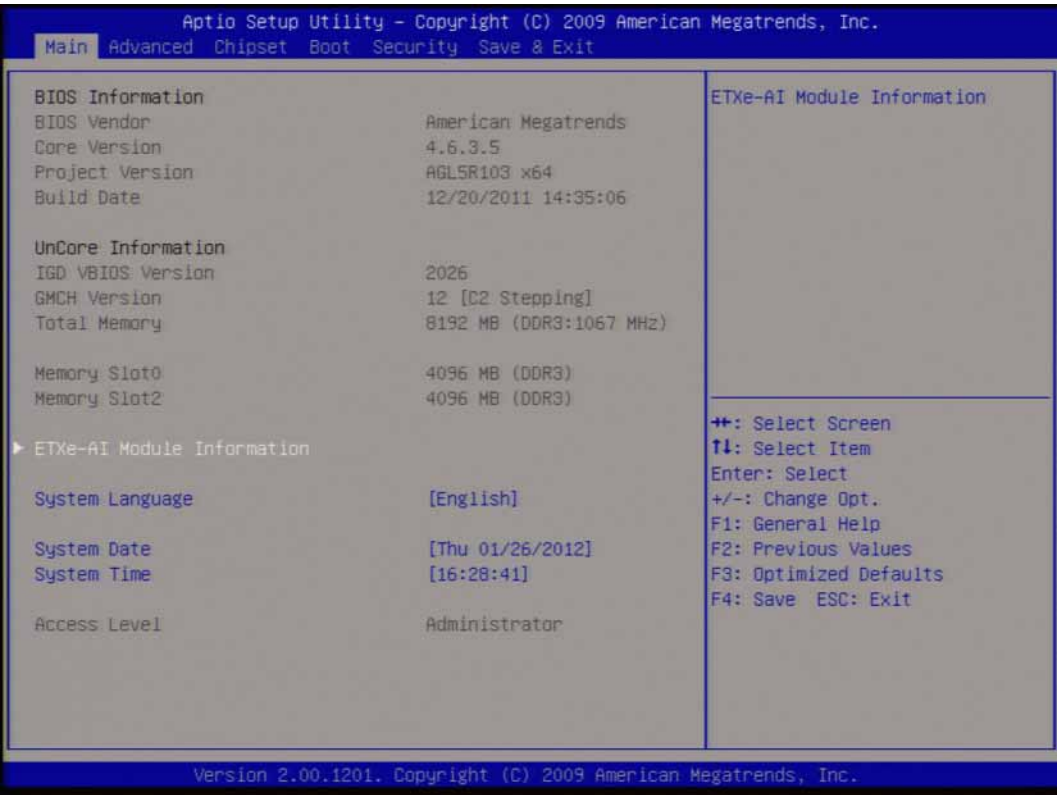 Aptio Setup Utility – Copyright (C) 2009 American Megatrends, Inc.
Main Advanced Chipset Boot Security Save & Exit
BIOS Information
BIOS Vendor American Megatrends
Core Version 4.6.3.5
Project Version AGL5R103 x64
Build Date 12/20/2011 14:35:06
UnCore Information
IGD VBIOS Version 2026
GMCH Version 12 [C2 Stepping]
Total Memory 8192 MB (DDR3:1067 MHz)
Memory Slot0 4096 MB (DDR3)
Memory Slot2 4096 MB (DDR3)
► ETXe-AI Module Information
System Language [English]
System Date [Thu 01/26/2012]
System Time [16:28:41]
Access Level Administrator
ETXe-AI Module Information
→←: Select Screen
↑↓: Select Item
Enter: Select
+/-: Change Opt.
F1: General Help
F2: Previous Values
F3: Optimized Defaults
F4: Save ESC: Exit
Version 2.00.1201. Copyright (C) 2009 American Megatrends, Inc.